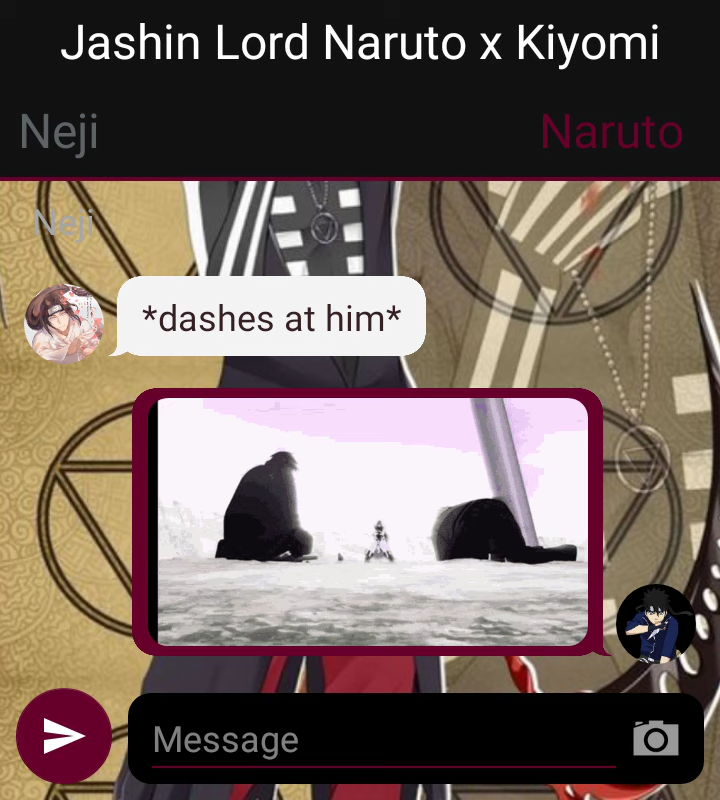 Jashin Lord Naruto x Kiyomi
Neji
Naruto
Neji
*dashes at him*
Message